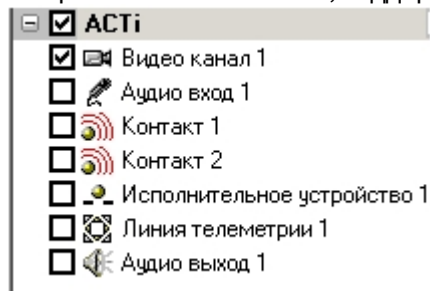 ACTi
Видео канал 1
Аудио вход 1
Контакт 1
Контакт 2
Исполнительное устройство 1
Линия телеметрии 1
Аудио выход 1